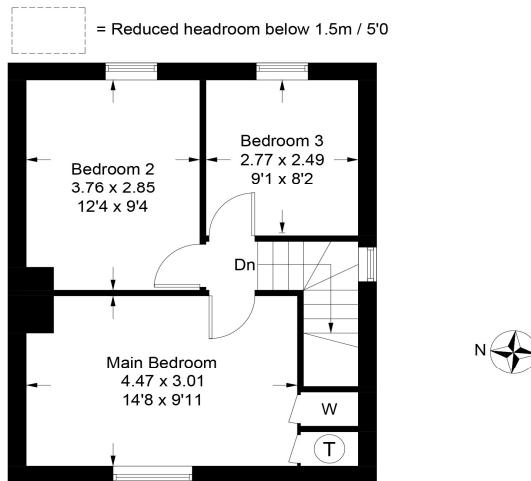 = Reduced headroom below 1.5m / 5'0
Bedroom 2
3.76 x 2.85
12'4 x 9'4
Bedroom 3
2.77 x 2.49
9'1 x 8'2
Dn
N
Main Bedroom
4.47 x 3.01
14'8 x 9'11
W
T